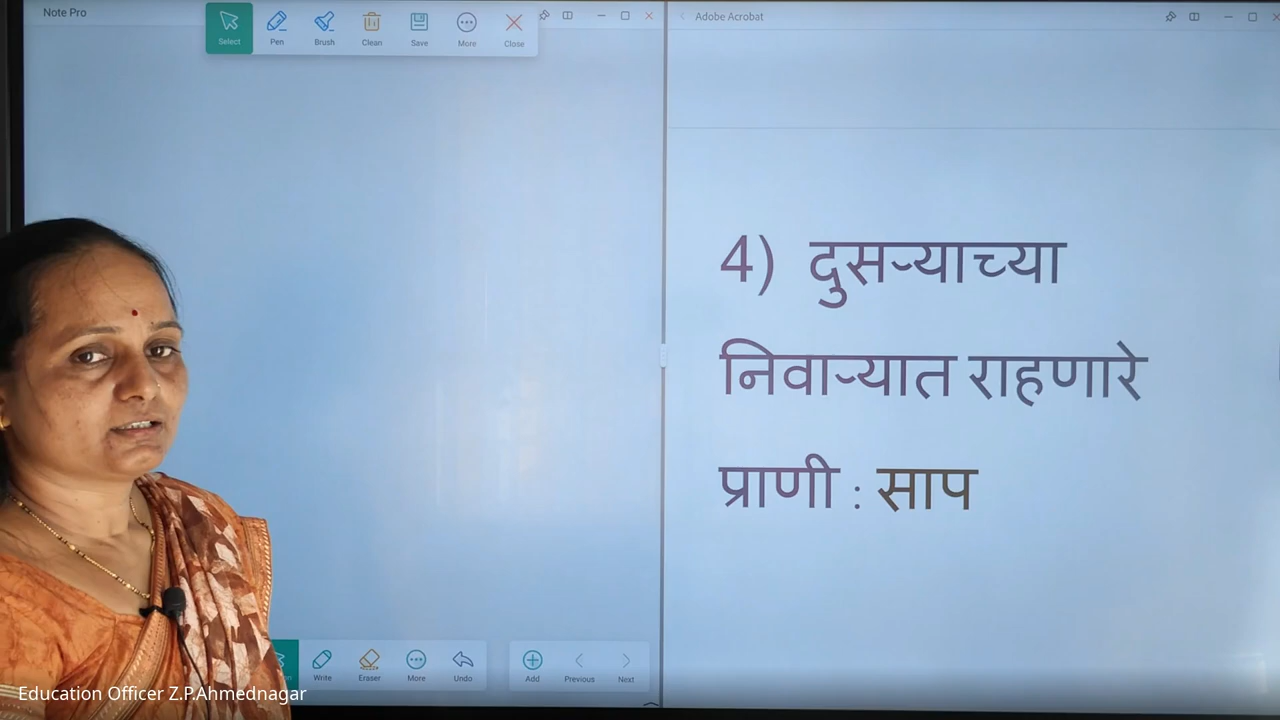 Note Pro
Select Pen Brush Clean Save More Close
Adobe Acrobat
4) दुसऱ्याच्या
निवाऱ्यात राहणारे
प्राणी : साप
Write Eraser More Undo Add Previous Next
Education Officer Z.P.Ahmednagar